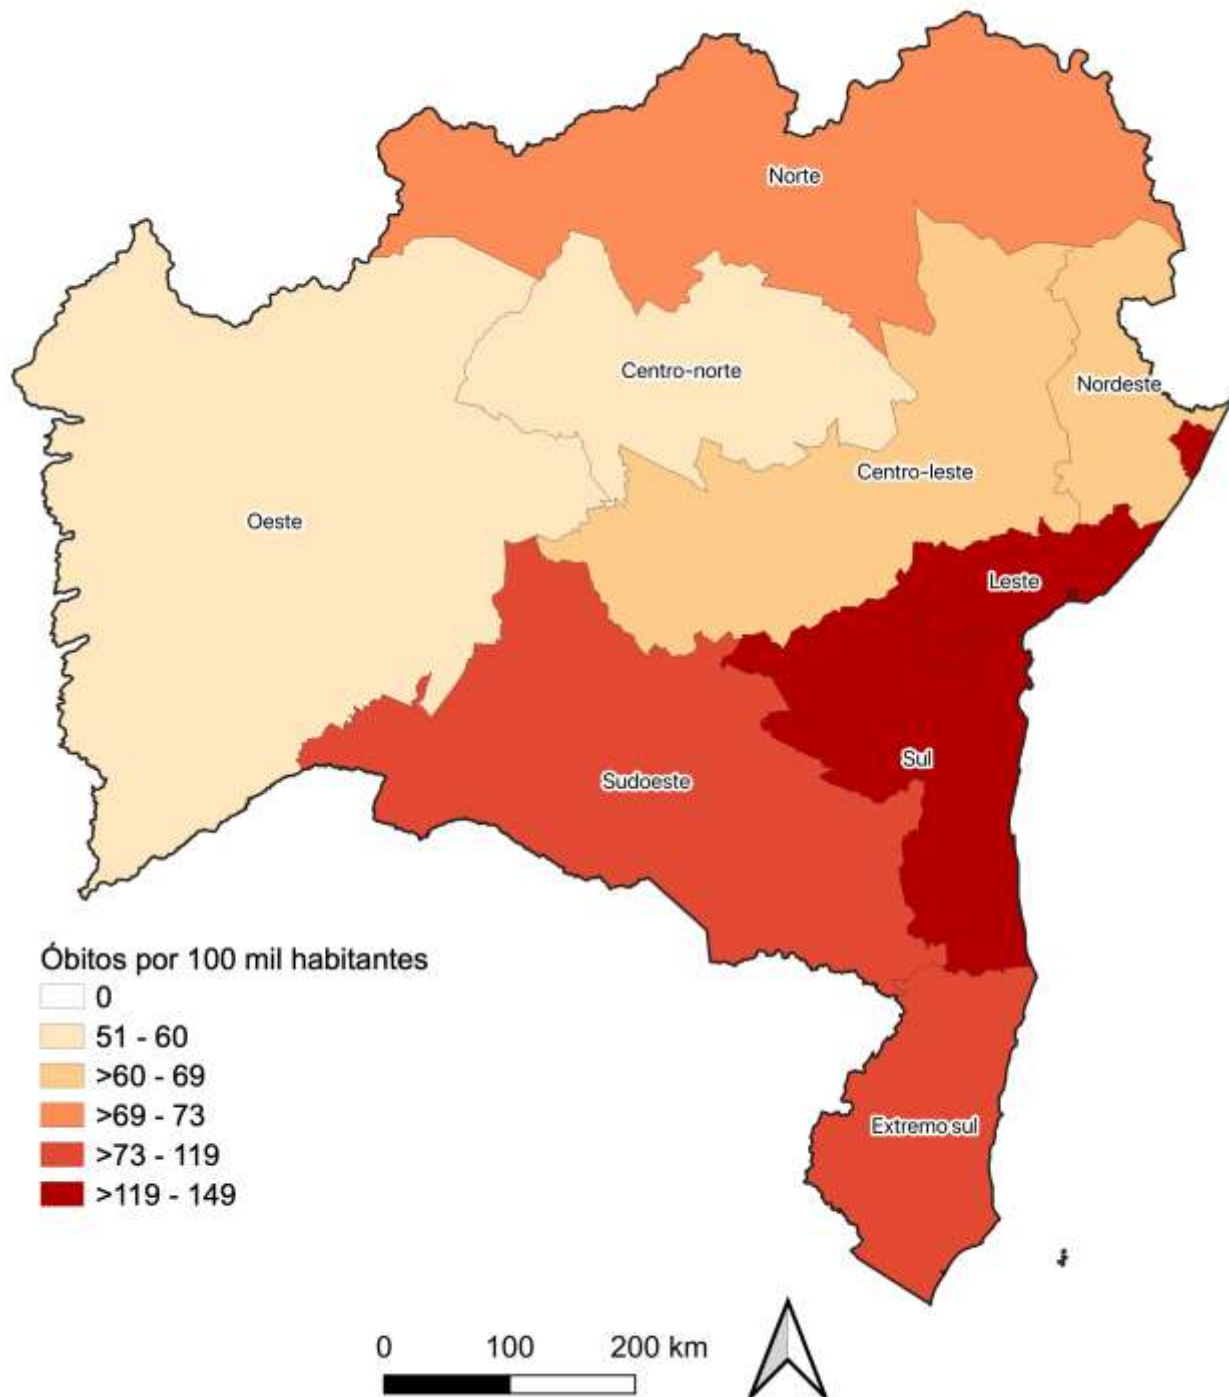 Norte
Centro-norte
Nordeste
Centro-leste
Oeste
Leste
Sul
Sudoeste
Extremo sul
Óbitos por 100 mil habitantes
0
51 - 60
>60 - 69
>69 - 73
>73 - 119
>119 - 149
0 100 200 km